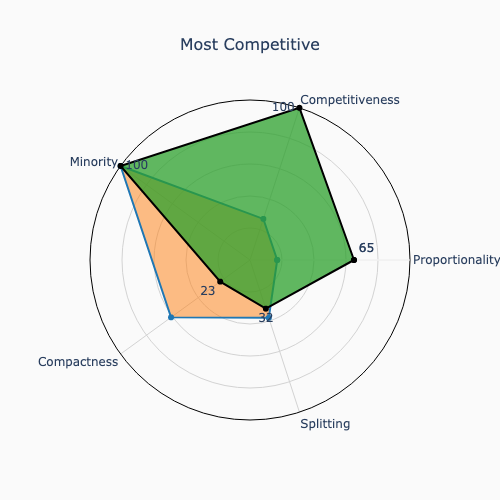 Most Competitive
Competitiveness
100
Minority
100
65
Proportionality
23
32
Compactness
Splitting